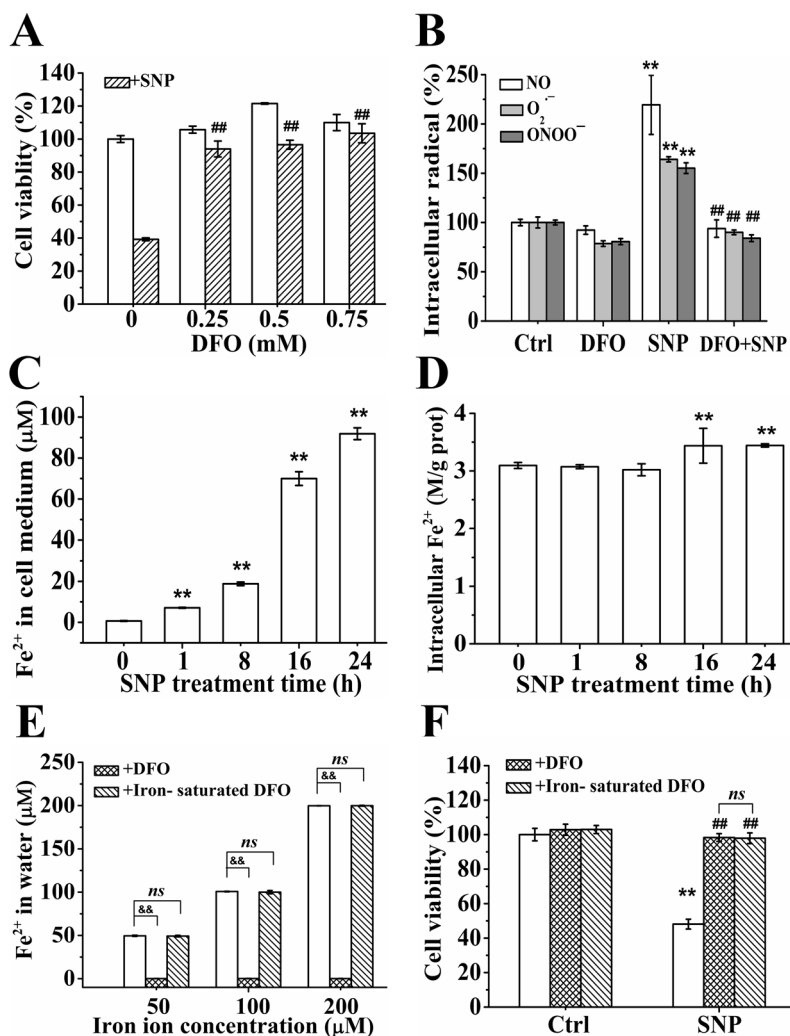 A
Cell viablity (%)
140
120
100
80
60
40
20
0
+SNP
##
##
##
0 0.25 0.5 0.75
DFO (mM)
B
Intracellular radical (%)
250
200
150
100
50
0
NO
O₂˙⁻
ONOO⁻
**
**
**
##
##
##
Ctrl DFO SNP DFO+SNP
C
Fe²⁺ in cell medium (μM)
100
80
60
40
20
0
**
**
**
**
0 1 8 16 24
SNP treatment time (h)
D
Intracellular Fe²⁺ (M/g prot)
4
3
3
2
1
0
**
**
0 1 8 16 24
SNP treatment time (h)
E
Fe²⁺ in water (μM)
250
200
150
100
50
0
+DFO
+Iron- saturated DFO
ns
&&
ns
&&
ns
&&
50 100 200
Iron ion concentration (μM)
F
Cell viability (%)
140
120
100
80
60
40
20
0
+DFO
+Iron- saturated DFO
ns
##
##
**
Ctrl SNP